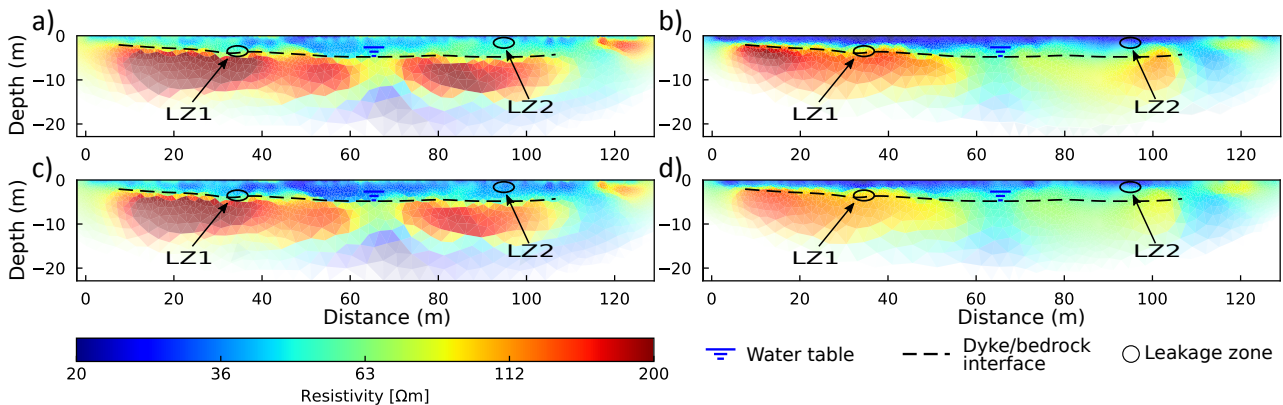 a)
0
−10
−20
Depth (m)
LZ1
LZ2
0 20 40 60 80 100 120
b)
0
−10
−20
LZ1
LZ2
0 20 40 60 80 100 120
c)
0
−10
−20
Depth (m)
LZ1
LZ2
0 20 40 60 80 100 120
Distance (m)
d)
0
−10
−20
LZ1
LZ2
0 20 40 60 80 100 120
Distance (m)
20 36 63 112 200
Resistivity [Ωm]
Water table
Dyke/bedrock
interface
Leakage zone